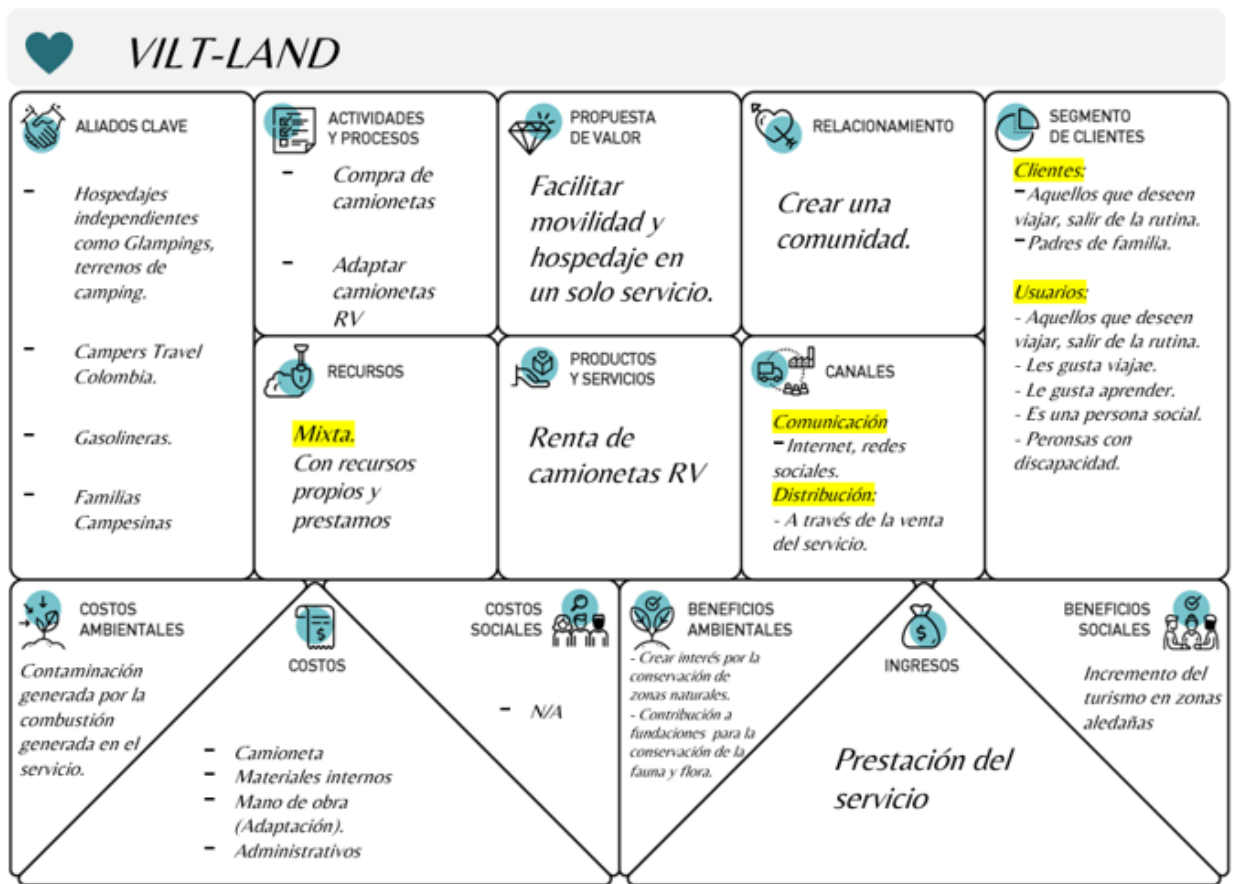 VILT-LAND
ALIADOS CLAVE
- Hospedajes
independientes
como Glampings,
terrenos de
camping.
- Campers Travel
Colombia.
- Gasolineras.
- Familias
Campesinas
ACTIVIDADES
Y PROCESOS
- Compra de
camionetas
- Adaptar
camionetas
RV
RECURSOS
Mixta.
Con recursos
propios y
prestamos
PROPUESTA
DE VALOR
Facilitar
movilidad y
hospedaje en
un solo servicio.
PRODUCTOS
Y SERVICIOS
Renta de
camionetas RV
RELACIONAMIENTO
Crear una
comunidad.
CANALES
Comunicación
- Internet, redes
sociales.
Distribución:
- A través de la venta
del servicio.
SEGMENTO
DE CLIENTES
Clientes:
- Aquellos que deseen
viajar, salir de la rutina.
- Padres de familia.
Usuarios:
- Aquellos que deseen
viajar, salir de la rutina.
- Les gusta viajae.
- Le gusta aprender.
- Es una persona social.
- Peronsas con
discapacidad.
COSTOS
AMBIENTALES
Contaminación
generada por la
combustión
generada en el
servicio.
COSTOS
- Camioneta
- Materiales internos
- Mano de obra
(Adaptación).
- Administrativos
COSTOS
SOCIALES
- N/A
BENEFICIOS
AMBIENTALES
- Crear interés por la
conservación de
zonas naturales.
- Contribución a
fundaciones para la
conservación de la
fauna y flora.
INGRESOS
Prestación del
servicio
BENEFICIOS
SOCIALES
Incremento del
turismo en zonas
aledañas